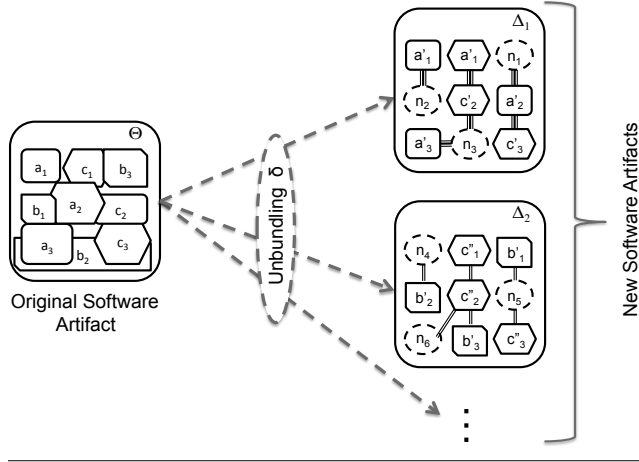 Θ
a₁ c₁ b₃
b₁ a₂ c₂
a₃ b₂ c₃
Original Software
Artifact
Unbundling δ
Δ₁
a'₁ a'₁ n₁
n₂ c'₂ a'₂
a'₃ n₃ c'₃
Δ₂
n₄ c"₁ b'₁
b'₂ c"₂ n₅
n₆ b'₃ c"₃
⋮
New Software Artifacts